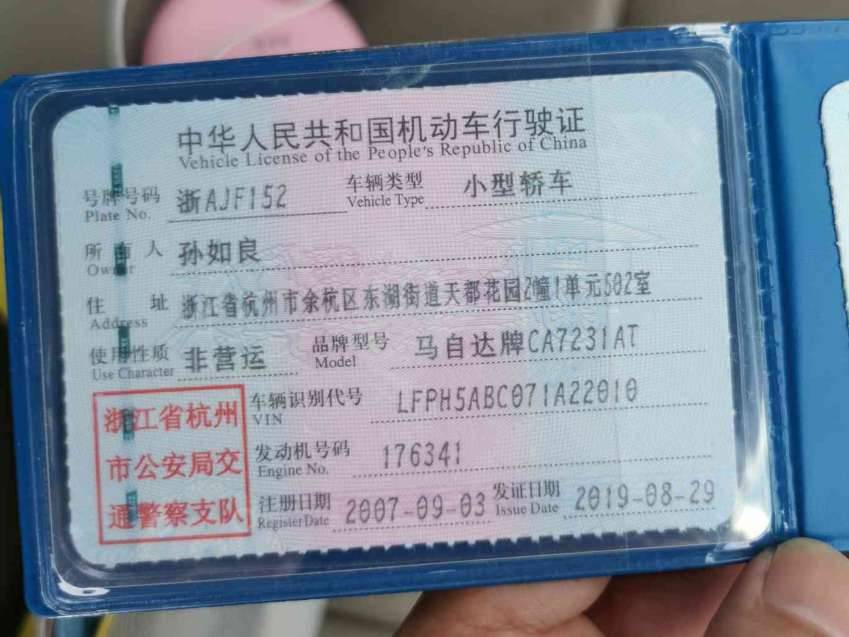 中华人民共和国机动车行驶证
Vehicle License of the People's Republic of China
号牌号码 浙AJF152 车辆类型 小型轿车
Plate No. Vehicle Type
所有人 孙如良
Owner
住址 浙江省杭州市余杭区东湖街道天都花园2幢1单元502室
Address
使用性质 非营运 品牌型号 马自达牌CA7231AT
Use Character Model
浙江省杭州
市公安局交
通警察支队
车辆识别代号 LFPH5ABC071A22010
VIN
发动机号码 176341
Engine No.
注册日期 2007-09-03 发证日期 2019-08-29
Register Date Issue Date